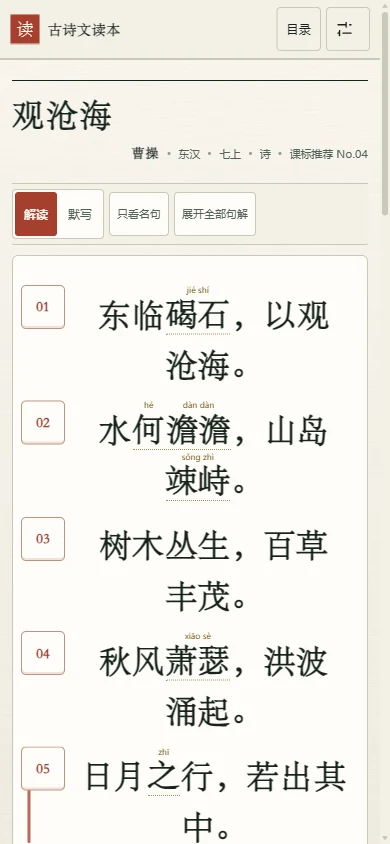 读 古诗文读本 目录
观沧海
曹操 • 东汉 • 七上 • 诗 • 课标推荐 No.04
解读 默写 只看名句 展开全部句解
jié shí
01 东临碣石，以观
沧海。
hé dàn dàn
02 水何澹澹，山岛
sǒng zhì
竦峙。
03 树木丛生，百草
丰茂。
xiāo sè
04 秋风萧瑟，洪波
涌起。
zhī
05 日月之行，若出其
中。